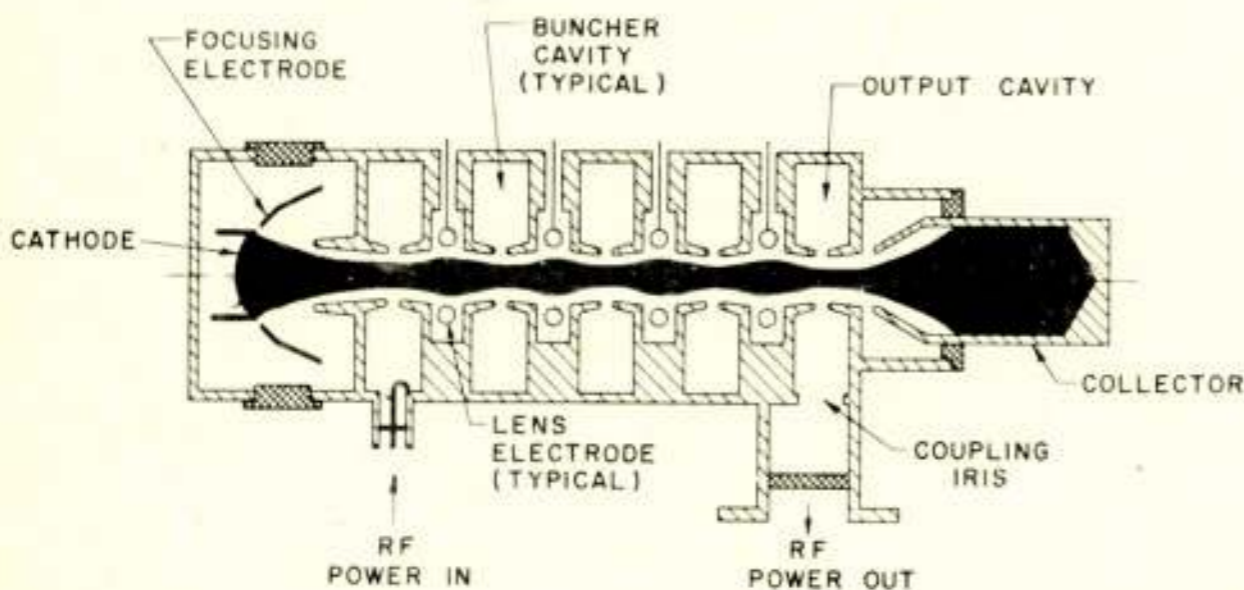 FOCUSING
ELECTRODE
BUNCHER
CAVITY
(TYPICAL)
OUTPUT CAVITY
CATHODE
COLLECTOR
LENS
ELECTRODE
(TYPICAL)
COUPLING
IRIS
RF
POWER IN
RF
POWER OUT